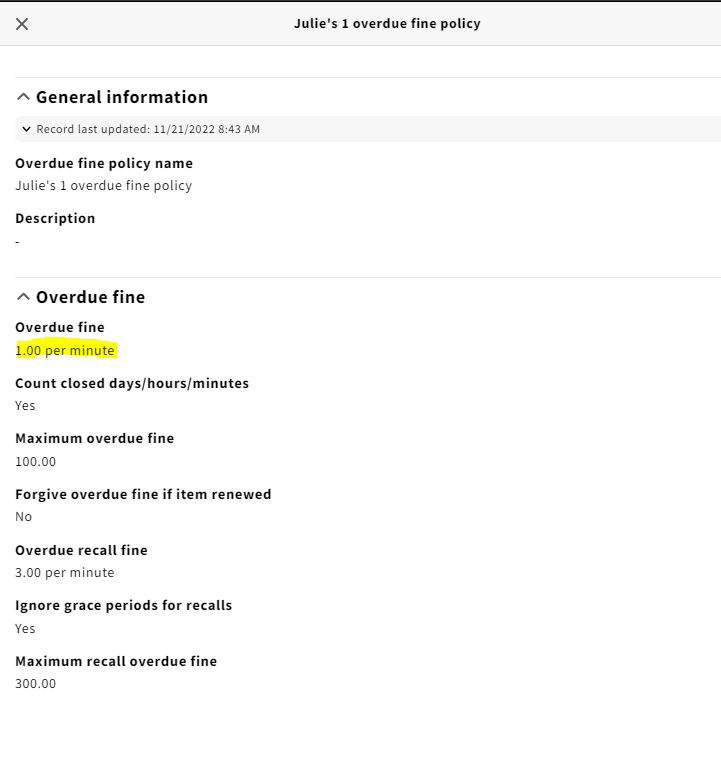 Julie's 1 overdue fine policy
General information
Record last updated: 11/21/2022 8:43 AM
Overdue fine policy name
Julie's 1 overdue fine policy
Description
-
Overdue fine
Overdue fine
1.00 per minute
Count closed days/hours/minutes
Yes
Maximum overdue fine
100.00
Forgive overdue fine if item renewed
No
Overdue recall fine
3.00 per minute
Ignore grace periods for recalls
Yes
Maximum recall overdue fine
300.00